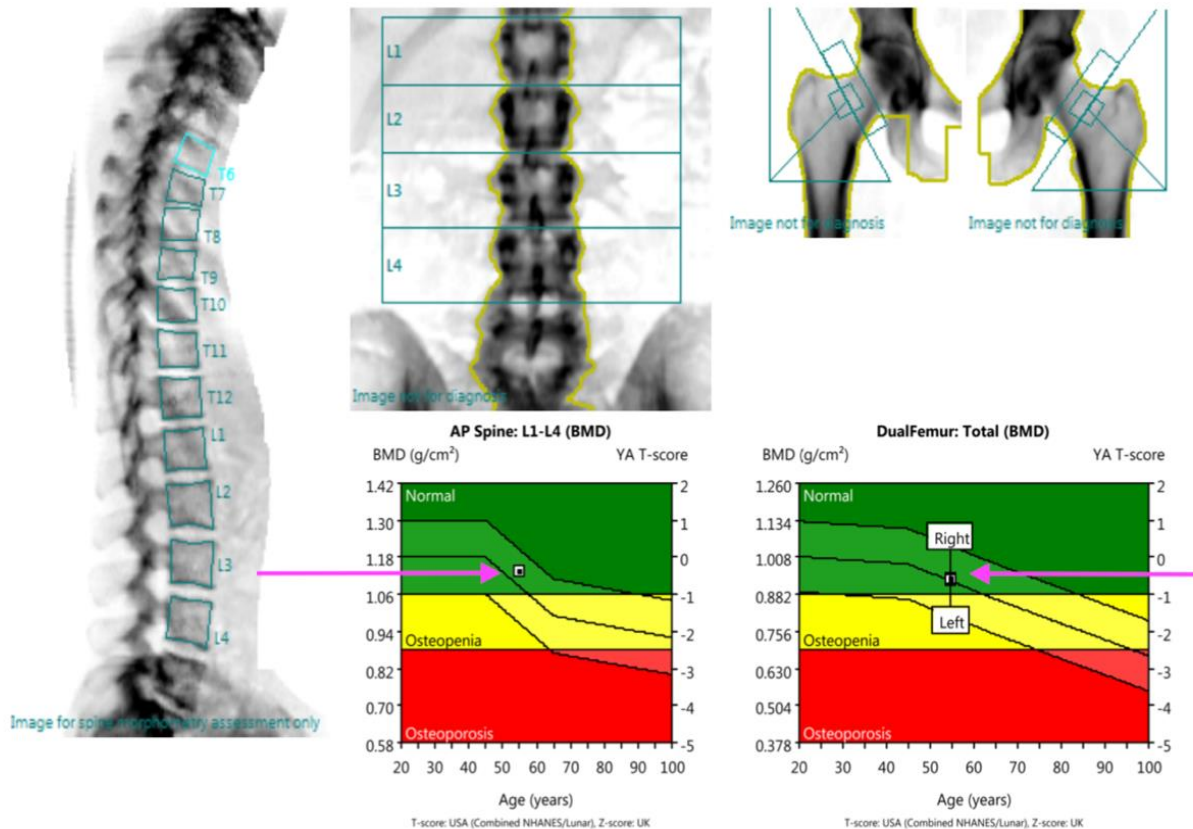 T6
T7
T8
T9
T10
T11
T12
L1
L2
L3
L4
Image for spine morphometry assessment only
L1
L2
L3
L4
Image not for diagnosis
Image not for diagnosis
Image not for diagnosis
AP Spine: L1-L4 (BMD)
BMD (g/cm²) YA T-score
1.42 2
Normal
1.30 1
1.18 0
1.06 -1
0.94 -2
Osteopenia
0.82 -3
0.70 -4
Osteoporosis
0.58 -5
20 30 40 50 60 70 80 90 100
Age (years)
T-score: USA (Combined NHANES/Lunar), Z-score: UK
DualFemur: Total (BMD)
BMD (g/cm²) YA T-score
1.260 2
Normal
1.134 1
Right
1.008 0
0.882 -1
Left
0.756 -2
Osteopenia
0.630 -3
0.504 -4
Osteoporosis
0.378 -5
20 30 40 50 60 70 80 90 100
Age (years)
T-score: USA (Combined NHANES/Lunar), Z-score: UK